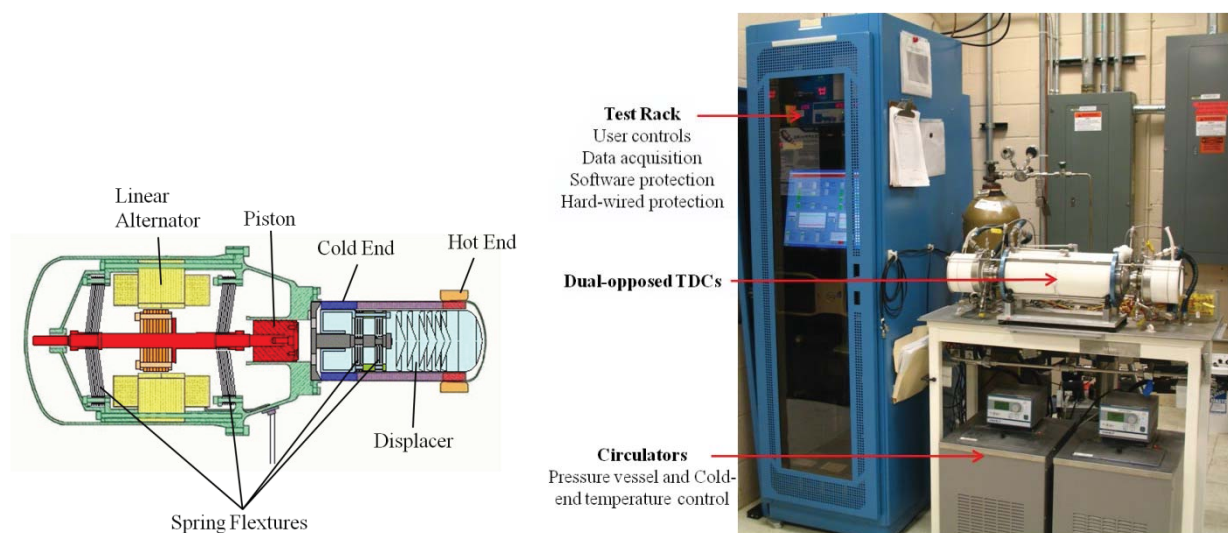 Linear
Alternator
Piston
Cold End
Hot End
Displacer
Spring Flextures
Test Rack
User controls
Data acquisition
Software protection
Hard-wired protection
Dual-opposed TDCs
Circulators
Pressure vessel and Cold-
end temperature control